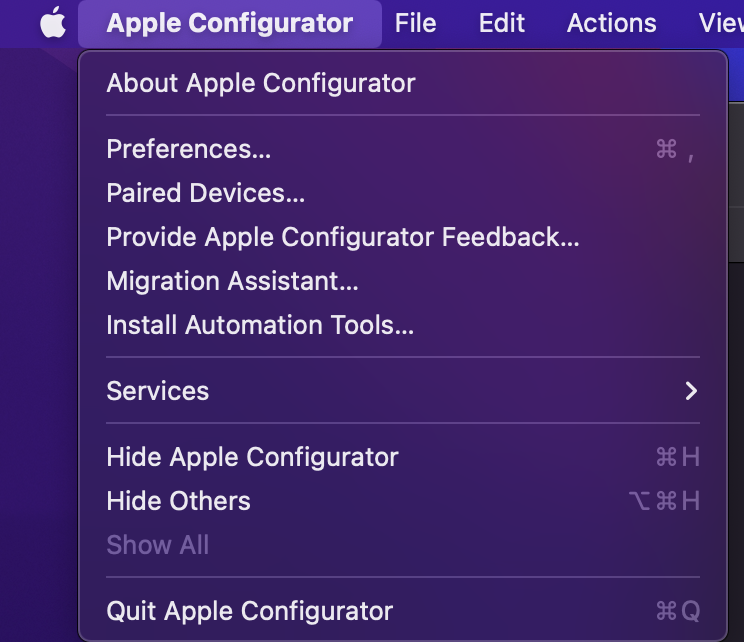 Apple Configurator File Edit Actions
About Apple Configurator
Preferences... ⌘ ,
Paired Devices...
Provide Apple Configurator Feedback...
Migration Assistant...
Install Automation Tools...
Services
Hide Apple Configurator ⌘H
Hide Others ⌥⌘H
Show All
Quit Apple Configurator ⌘Q